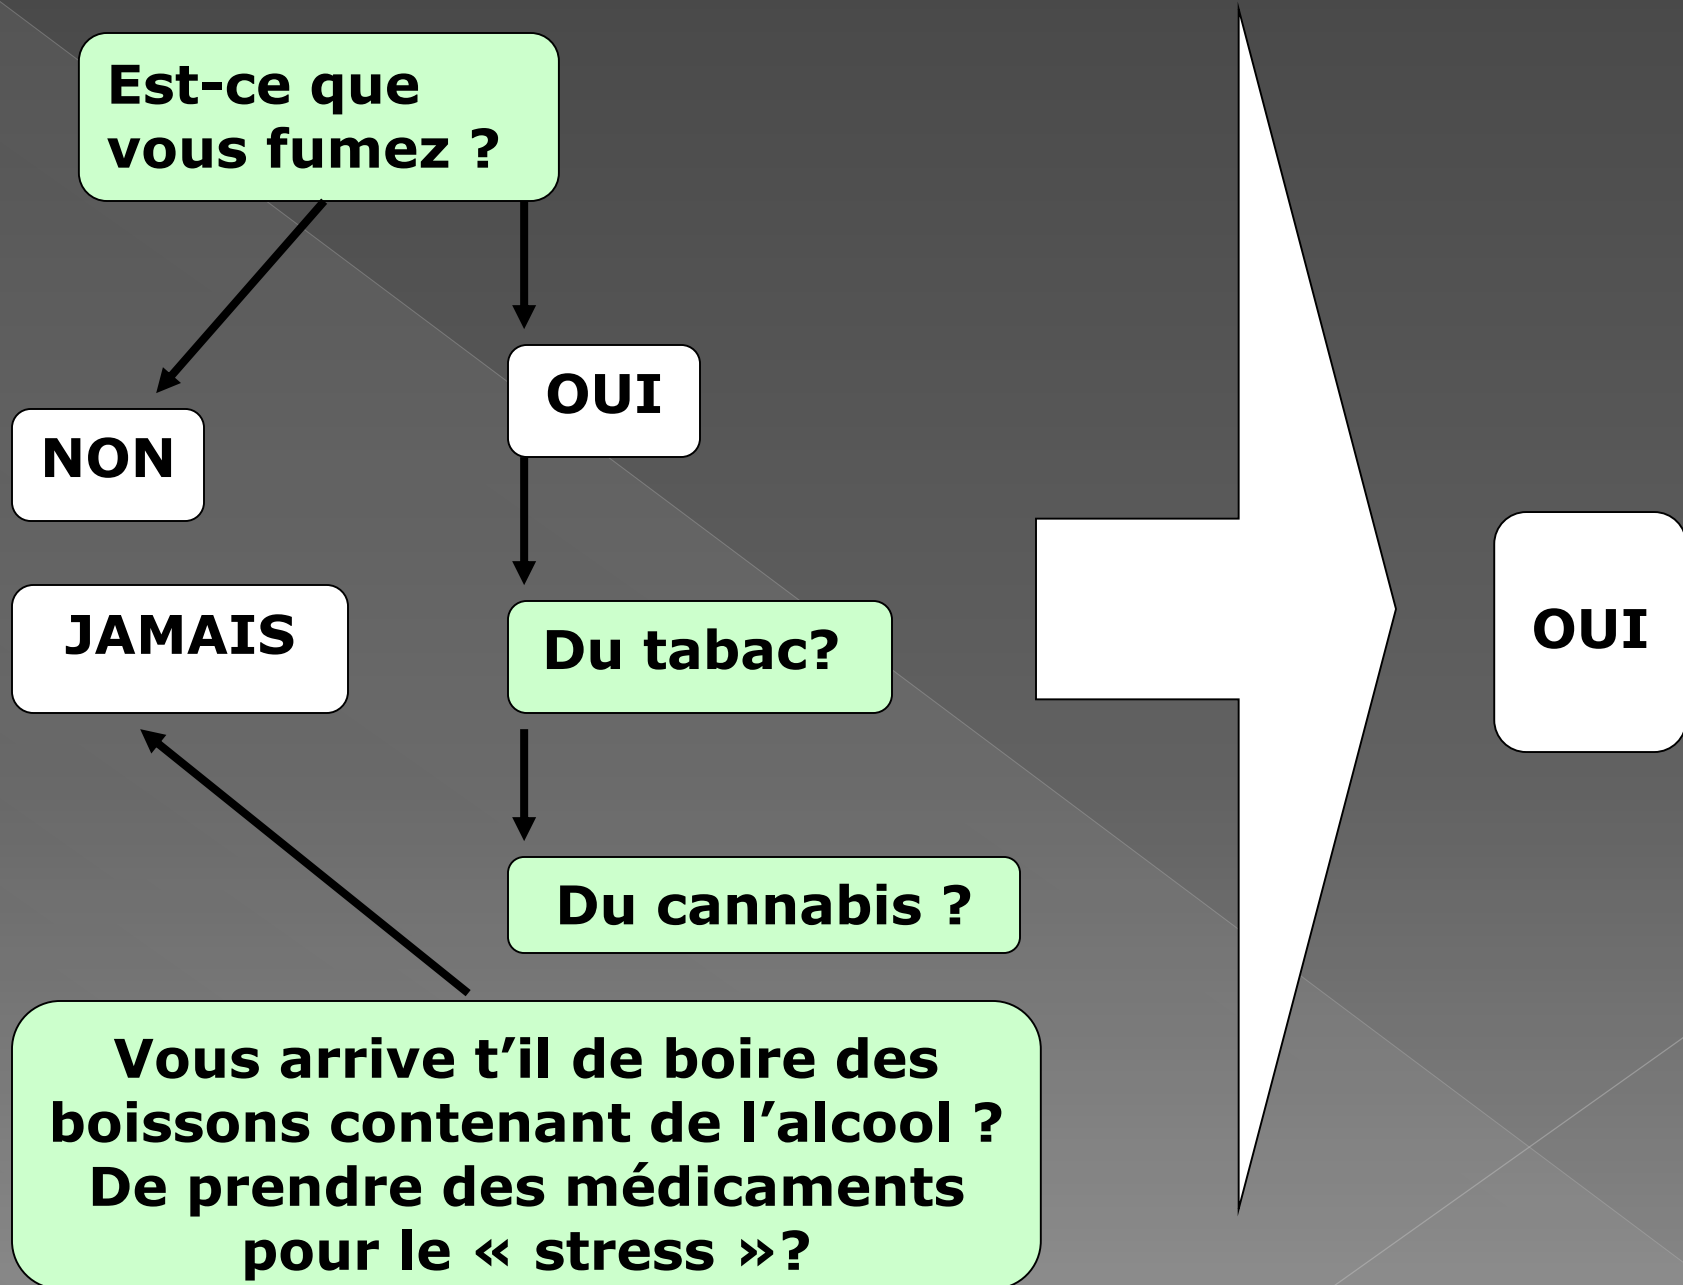 Est-ce que
vous fumez ?
OUI
NON
JAMAIS
Du tabac?
OUI
Du cannabis ?
Vous arrive t’il de boire des
boissons contenant de l’alcool ?
De prendre des médicaments
pour le « stress »?